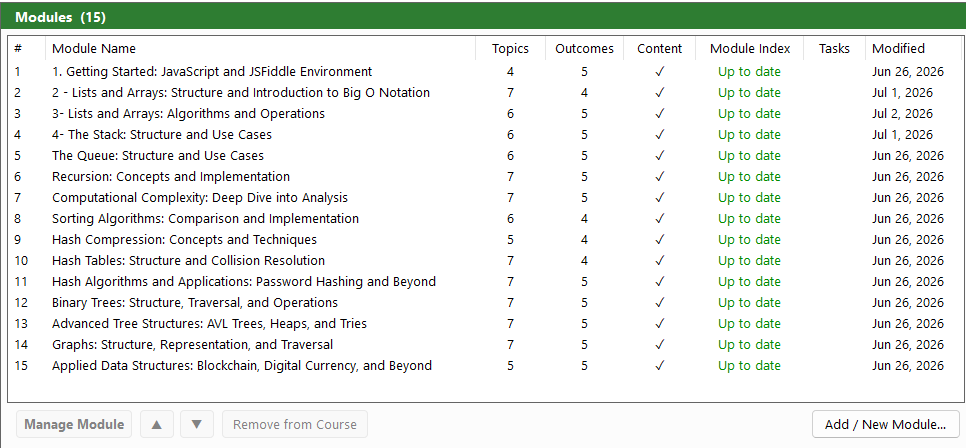 Modules (15)
# Module Name Topics Outcomes Content Module Index Tasks Modified
1 1. Getting Started: JavaScript and JSFiddle Environment 4 5 ✓ Up to date Jun 26, 2026
2 2 - Lists and Arrays: Structure and Introduction to Big O Notation 7 4 ✓ Up to date Jul 1, 2026
3 3- Lists and Arrays: Algorithms and Operations 6 5 ✓ Up to date Jul 2, 2026
4 4- The Stack: Structure and Use Cases 6 5 ✓ Up to date Jul 1, 2026
5 The Queue: Structure and Use Cases 6 5 ✓ Up to date Jun 26, 2026
6 Recursion: Concepts and Implementation 7 5 ✓ Up to date Jun 26, 2026
7 Computational Complexity: Deep Dive into Analysis 7 5 ✓ Up to date Jun 26, 2026
8 Sorting Algorithms: Comparison and Implementation 6 4 ✓ Up to date Jun 26, 2026
9 Hash Compression: Concepts and Techniques 5 4 ✓ Up to date Jun 26, 2026
10 Hash Tables: Structure and Collision Resolution 7 4 ✓ Up to date Jun 26, 2026
11 Hash Algorithms and Applications: Password Hashing and Beyond 7 5 ✓ Up to date Jun 26, 2026
12 Binary Trees: Structure, Traversal, and Operations 7 5 ✓ Up to date Jun 26, 2026
13 Advanced Tree Structures: AVL Trees, Heaps, and Tries 7 5 ✓ Up to date Jun 26, 2026
14 Graphs: Structure, Representation, and Traversal 7 5 ✓ Up to date Jun 26, 2026
15 Applied Data Structures: Blockchain, Digital Currency, and Beyond 5 5 ✓ Up to date Jun 26, 2026
Manage Module ▲ ▼ Remove from Course Add / New Module...